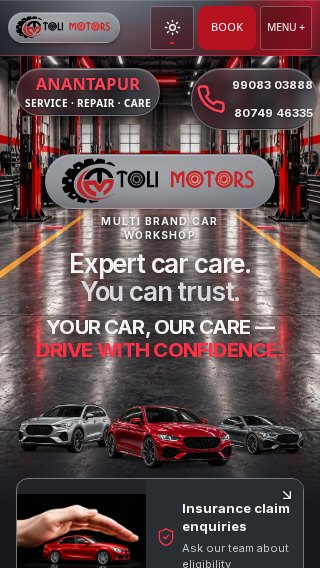 TOLI MOTORS
BOOK
MENU +
ANANTAPUR
SERVICE · REPAIR · CARE
99083 03888
80749 46335
TOLI MOTORS
MULTI BRAND CAR
WORKSHOP
Expert car care.
You can trust.
YOUR CAR, OUR CARE —
DRIVE WITH CONFIDENCE.
Insurance claim
enquiries
Ask our team about
eligibility